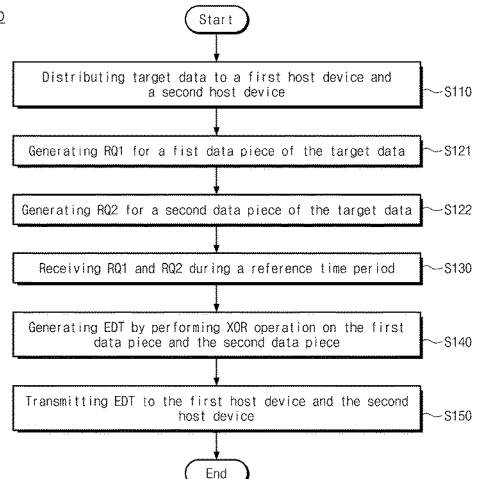 Start
Distributing target data to a first host device and
a second host device
S110
Generating RQ1 for a fist data piece of the target data
S121
Generating RQ2 for a second data piece of the target data
S122
Receiving RQ1 and RQ2 during a reference time period
S130
Generating EDT by performing XOR operation on the first
data piece and the second data piece
S140
Transmitting EDT to the first host device and the second
host device
S150
End